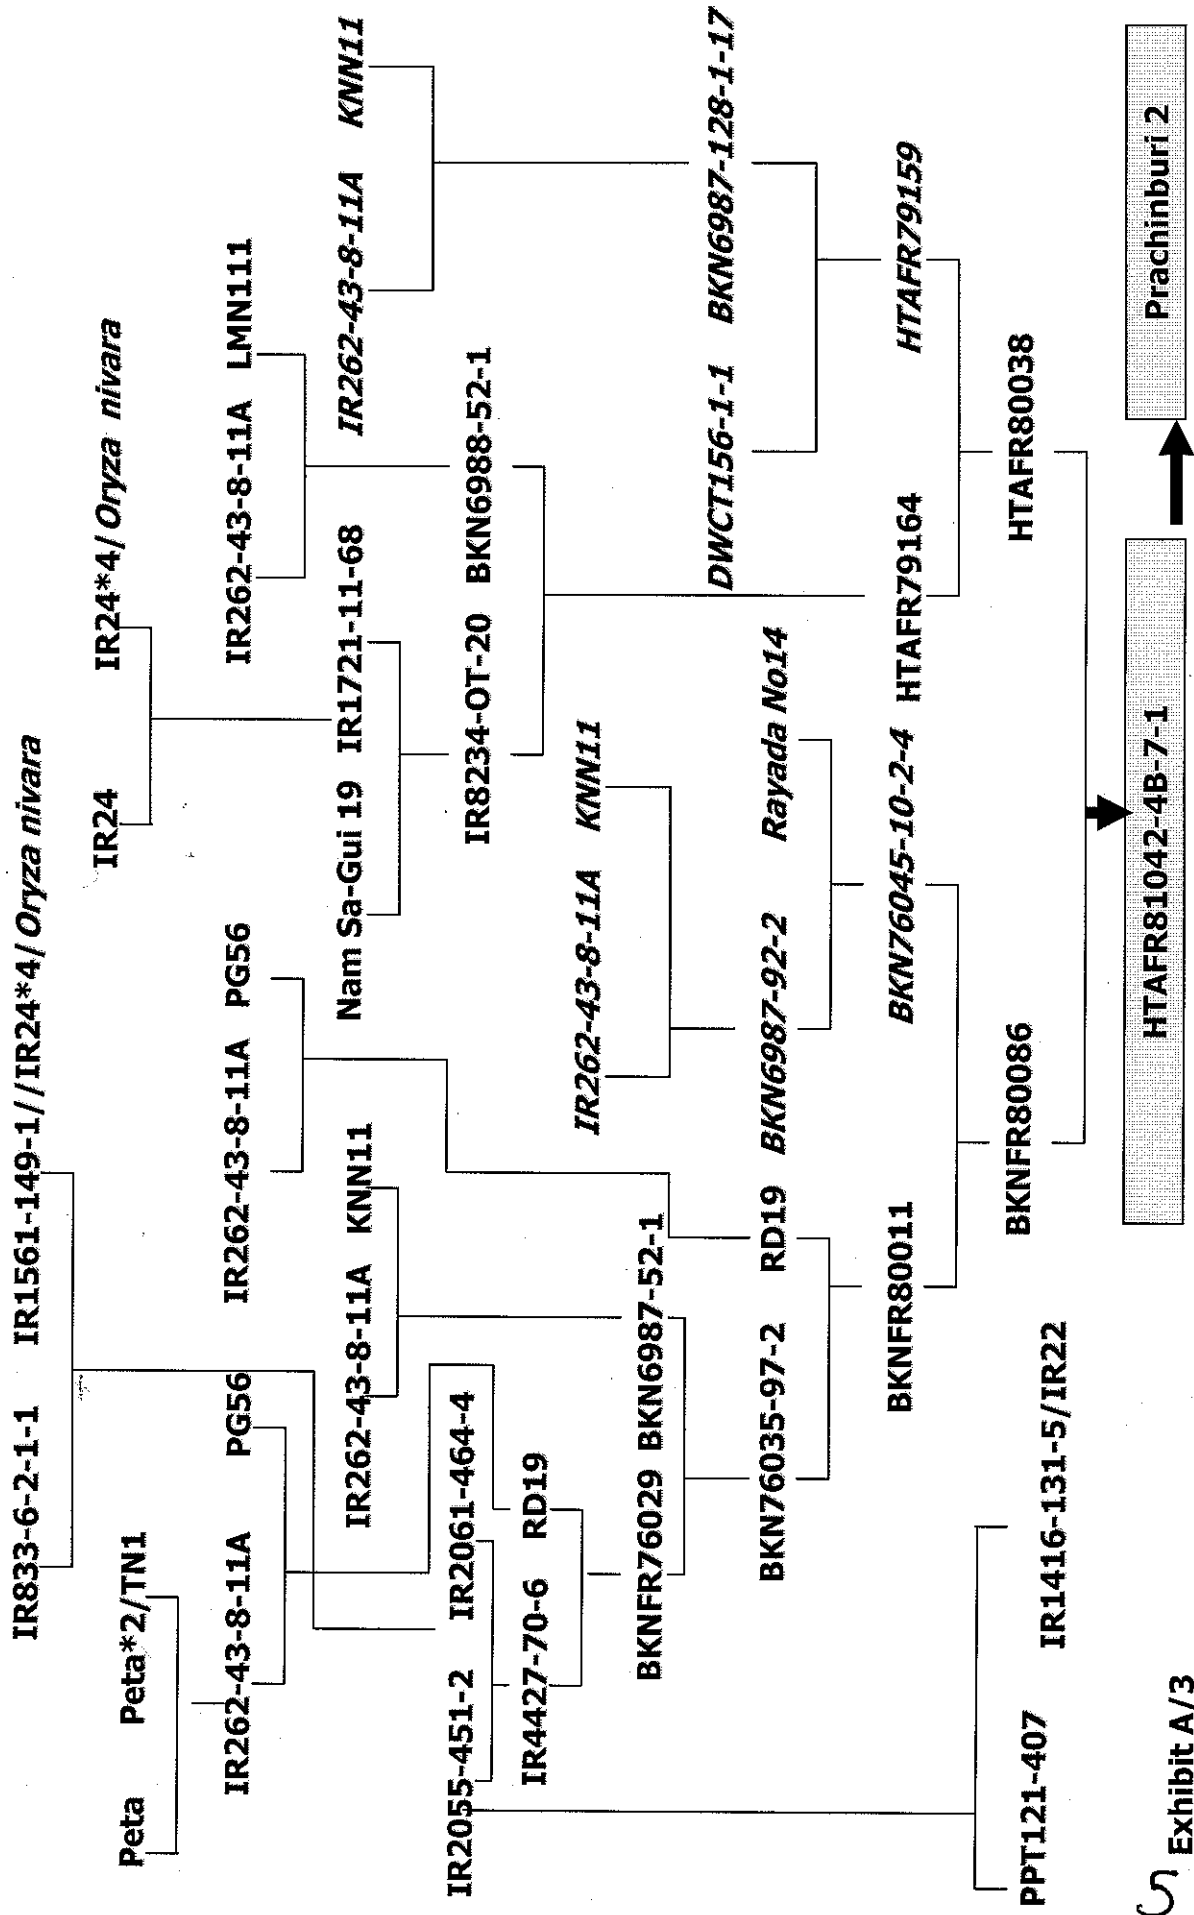 IR833-6-2-1-1 IR1561-149-1//IR24*4/Oryza nivara
IR24 IR24*4/Oryza nivara
Peta Peta*2/TN1
IR262-43-8-11A PG56 IR262-43-8-11A PG56 IR262-43-8-11A LMN111
Nam Sa-Gui 19 IR1721-11-68
IR262-43-8-11A KNN11 IR262-43-8-11A KNN11
IR2055-451-2 IR2061-464-4 IR8234-OT-20 BKN6988-52-1
IR4427-70-6 RD19
IR262-43-8-11A KNN11
BKNFR76029 BKN6987-52-1
DWCT156-1-1 BKN6987-128-1-17
BKN76035-97-2 RD19 BKN6987-92-2 Rayada No14
BKNFR80011 BKN76045-10-2-4 HTAFR79164 HTAFR79159
PPT121-407 IR1416-131-5/IR22 BKNFR80086 HTAFR80038
HTAFR81042-4B-7-1 Prachinburi 2
Exhibit A/3